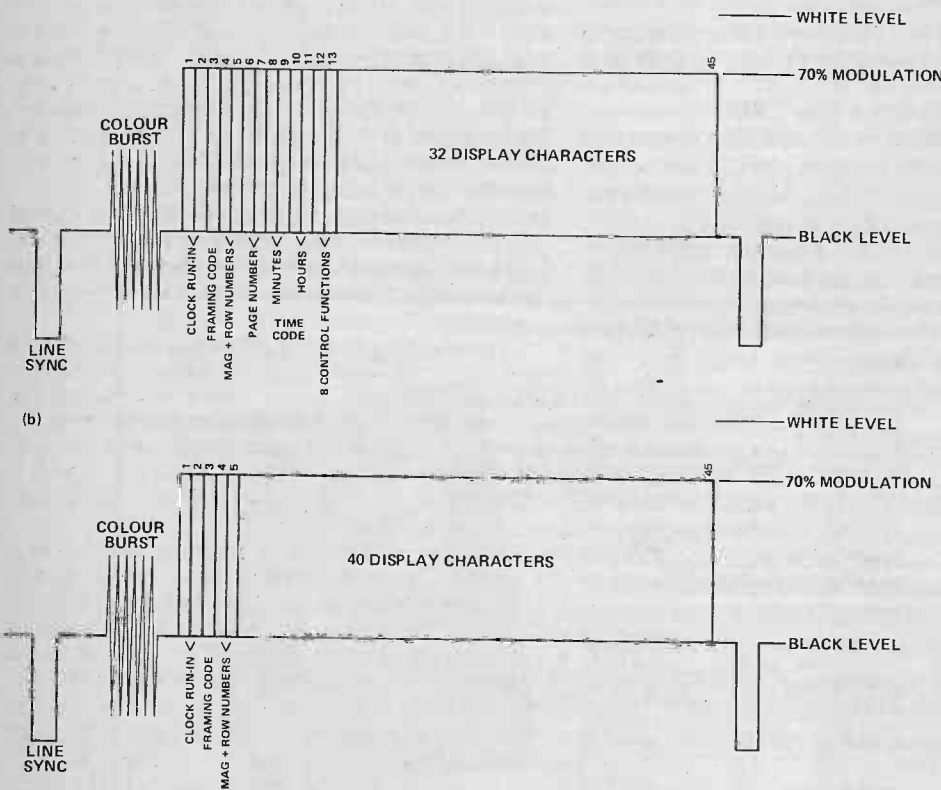 WHITE LEVEL
1 2 3 4 5 6 7 8 9 10 11 12 13
45
70% MODULATION
COLOUR
BURST
32 DISPLAY CHARACTERS
BLACK LEVEL
CLOCK RUN-IN
FRAMING CODE
MAG + ROW NUMBERS
PAGE NUMBER
MINUTES
HOURS
TIME
CODE
8 CONTROL FUNCTIONS
LINE
SYNC
(b)
WHITE LEVEL
1 2 3 4 5
45
70% MODULATION
COLOUR
BURST
40 DISPLAY CHARACTERS
BLACK LEVEL
CLOCK RUN-IN
FRAMING CODE
MAG + ROW NUMBERS
LINE
SYNC